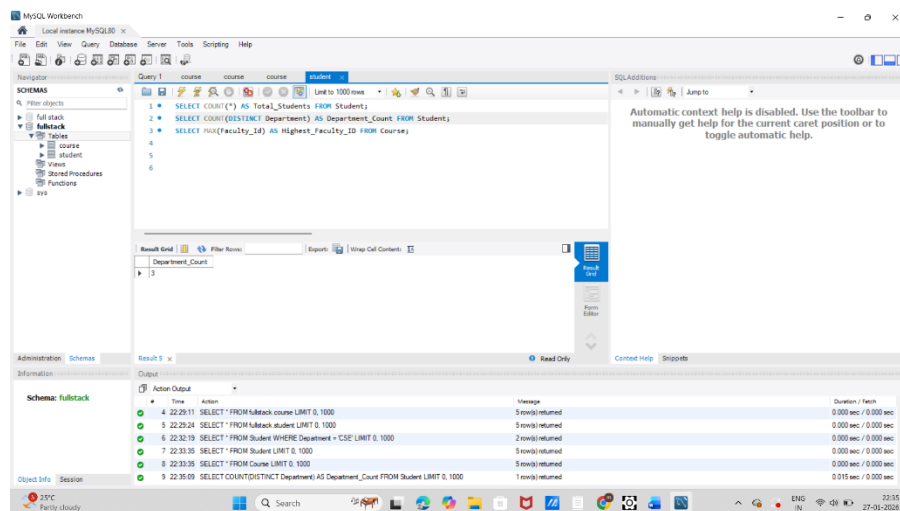 MySQL Workbench
Local instance MySQL80 ×
File Edit View Query Database Server Tools Scripting Help
Navigator
SCHEMAS
Filter objects
full stack
fullstack
Tables
course
student
Views
Stored Procedures
Functions
sys
Administration Schemas
Information
Schema: fullstack
Object Info Session
Query 1 course course course student ×
Limit to 1000 rows
1 SELECT COUNT(*) AS Total_Students FROM Student;
2 SELECT COUNT(DISTINCT Department) AS Department_Count FROM Student;
3 SELECT MAX(Faculty_Id) AS Highest_Faculty_ID FROM Course;
4
5
6
Result Grid Filter Rows: Export: Wrap Cell Content:
Department_Count
3
Result Grid
Form Editor
Result 5 × Read Only
SQLAdditions
Jump to
Automatic context help is disabled. Use the toolbar to
manually get help for the current caret position or to
toggle automatic help.
Context Help Snippets
Output
Action Output
# Time Action Message Duration / Fetch
4 22:29:11 SELECT * FROM fullstack.course LIMIT 0, 1000 5 row(s) returned 0.000 sec / 0.000 sec
5 22:29:24 SELECT * FROM fullstack.student LIMIT 0, 1000 5 row(s) returned 0.000 sec / 0.000 sec
6 22:32:19 SELECT * FROM Student WHERE Department = 'CSE' LIMIT 0, 1000 2 row(s) returned 0.000 sec / 0.000 sec
7 22:33:35 SELECT * FROM Student LIMIT 0, 1000 5 row(s) returned 0.000 sec / 0.000 sec
8 22:33:35 SELECT * FROM Course LIMIT 0, 1000 5 row(s) returned 0.000 sec / 0.000 sec
9 22:35:09 SELECT COUNT(DISTINCT Department) AS Department_Count FROM Student LIMIT 0, 1000 1 row(s) returned 0.015 sec / 0.000 sec
25°C
Partly cloudy
Search
ENG
IN
22:35
27-01-2026